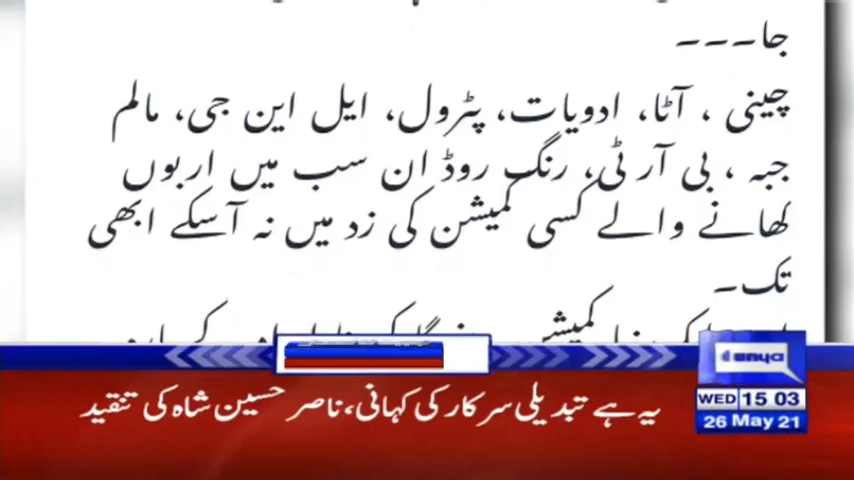 جا۔۔۔
چینی ، آٹا، ادویات، پٹرول، ایل این جی، مالم
جبہ ، بی آر ٹی، رنگ روڈ ان سب میں اربوں
کھانے والے کسی کمیشن کی زد میں نہ آسکے ابھی
تک۔
کمیشن
یہ ہے تبدیلی سرکار کی کہانی، ناصر حسین شاہ کی تنقید
WED 15 03
26 May 21